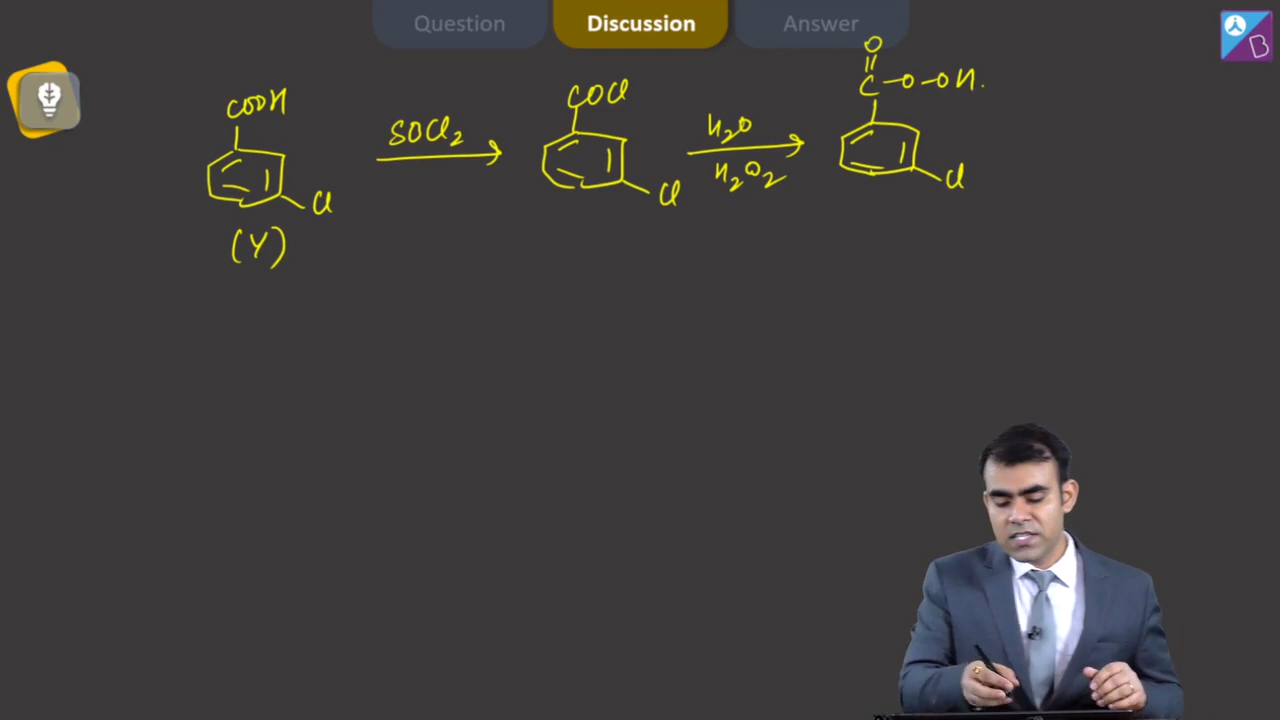 Question
Discussion
Answer
COOH
Cl
(Y)
SOCl2
COCl
Cl
H2O
H2O2
O
C-O-OH.
Cl
B